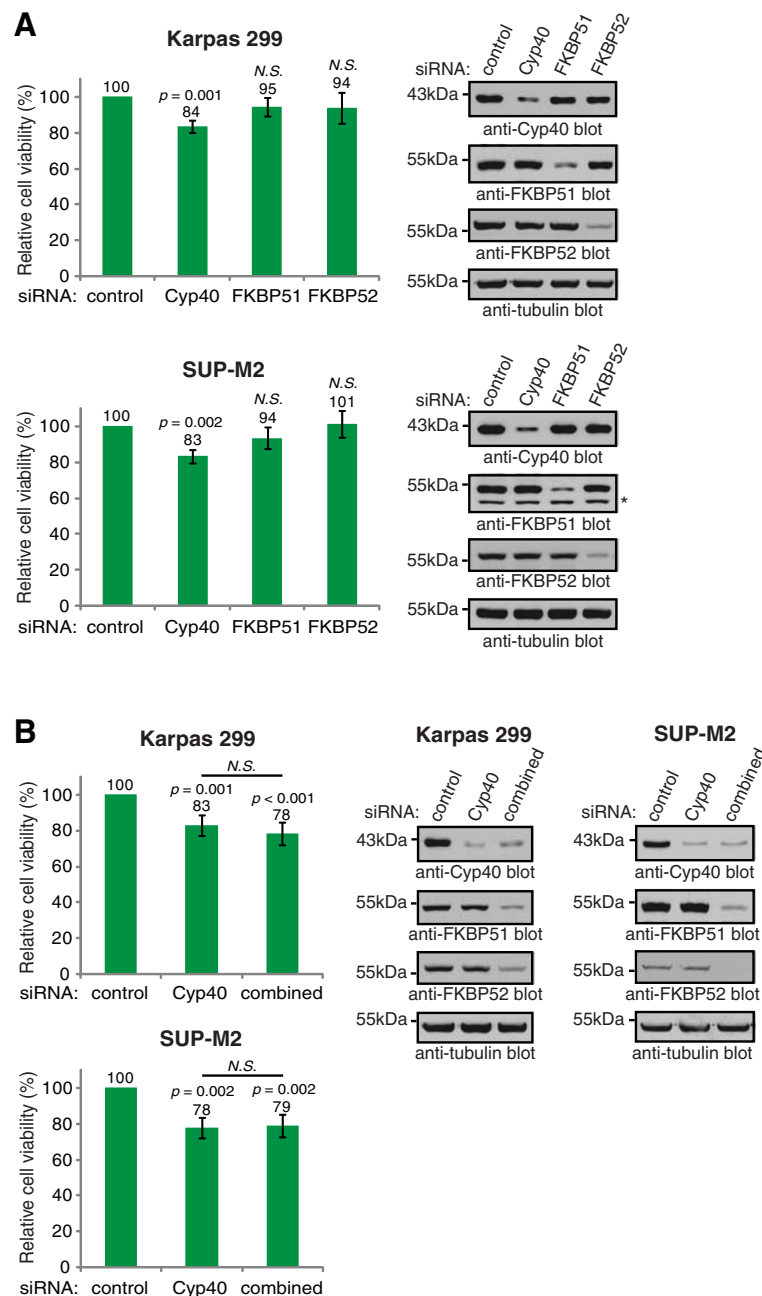 A
Karpas 299
Relative cell viability (%)
120
100
80
60
40
20
0
100
p = 0.001
84
N.S.
95
N.S.
94
siRNA: control Cyp40 FKBP51 FKBP52
siRNA: control Cyp40 FKBP51 FKBP52
43kDa
anti-Cyp40 blot
55kDa
anti-FKBP51 blot
55kDa
anti-FKBP52 blot
55kDa
anti-tubulin blot
SUP-M2
Relative cell viability (%)
100
80
60
40
20
0
100
p = 0.002
83
N.S.
94
N.S.
101
siRNA: control Cyp40 FKBP51 FKBP52
siRNA: control Cyp40 FKBP51 FKBP52
43kDa
anti-Cyp40 blot
55kDa
*
anti-FKBP51 blot
55kDa
anti-FKBP52 blot
55kDa
anti-tubulin blot
B
Karpas 299
Relative cell viability (%)
100
80
60
40
20
0
100
N.S.
p = 0.001
83
p < 0.001
78
siRNA: control Cyp40 combined
SUP-M2
Relative cell viability (%)
100
80
60
40
20
0
100
N.S.
p = 0.002
78
p = 0.002
79
siRNA: control Cyp40 combined
Karpas 299
siRNA: control Cyp40 combined
43kDa
anti-Cyp40 blot
55kDa
anti-FKBP51 blot
55kDa
anti-FKBP52 blot
55kDa
anti-tubulin blot
SUP-M2
siRNA: control Cyp40 combined
43kDa
anti-Cyp40 blot
55kDa
anti-FKBP51 blot
55kDa
anti-FKBP52 blot
55kDa
anti-tubulin blot